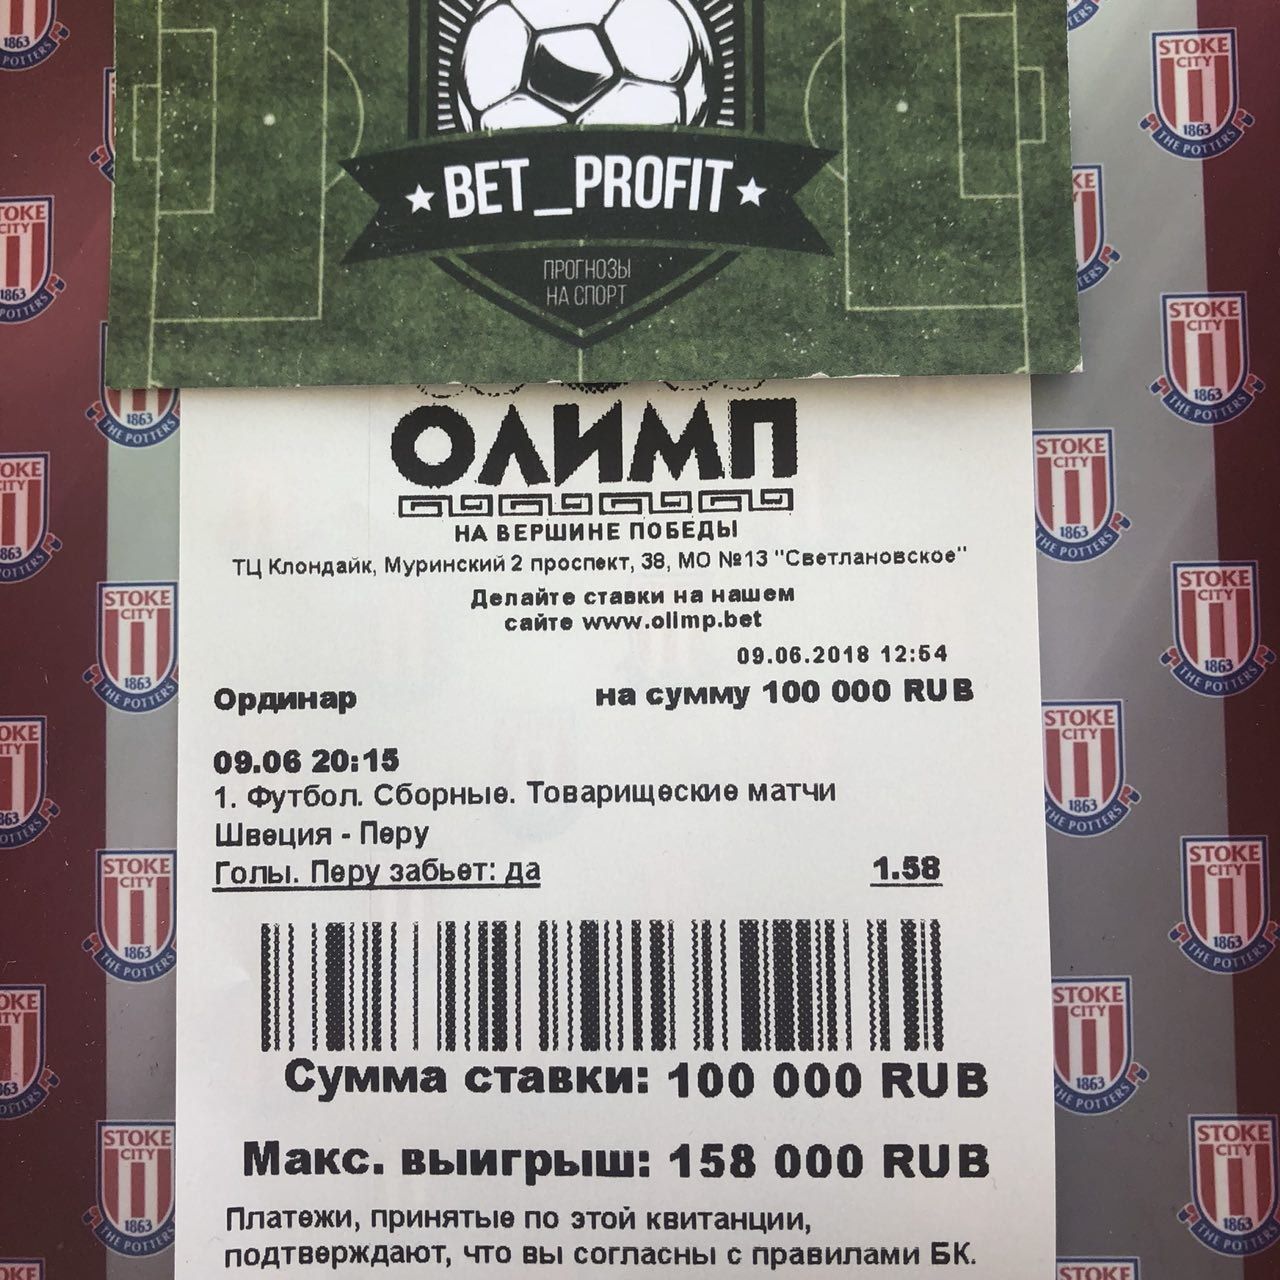 BET_PROFIT
ПРОГНОЗЫ
НА СПОРТ
ОЛИМП
НА ВЕРШИНЕ ПОБЕДЫ
ТЦ Клондайк, Муринский 2 проспект, 38, МО №13 "Светлановское"
Делайте ставки на нашем
сайте www.olimp.bet
09.06.2018 12:54
Ординар на сумму 100 000 RUB
09.06 20:15
1. Футбол. Сборные. Товарищеские матчи
Швеция - Перу
Голы. Перу забьет: да 1.58
Сумма ставки: 100 000 RUB
Макс. выигрыш: 158 000 RUB
Платежи, принятые по этой квитанции,
подтверждают, что вы согласны с правилами БК.
STOKE
CITY
1863
THE POTTERS